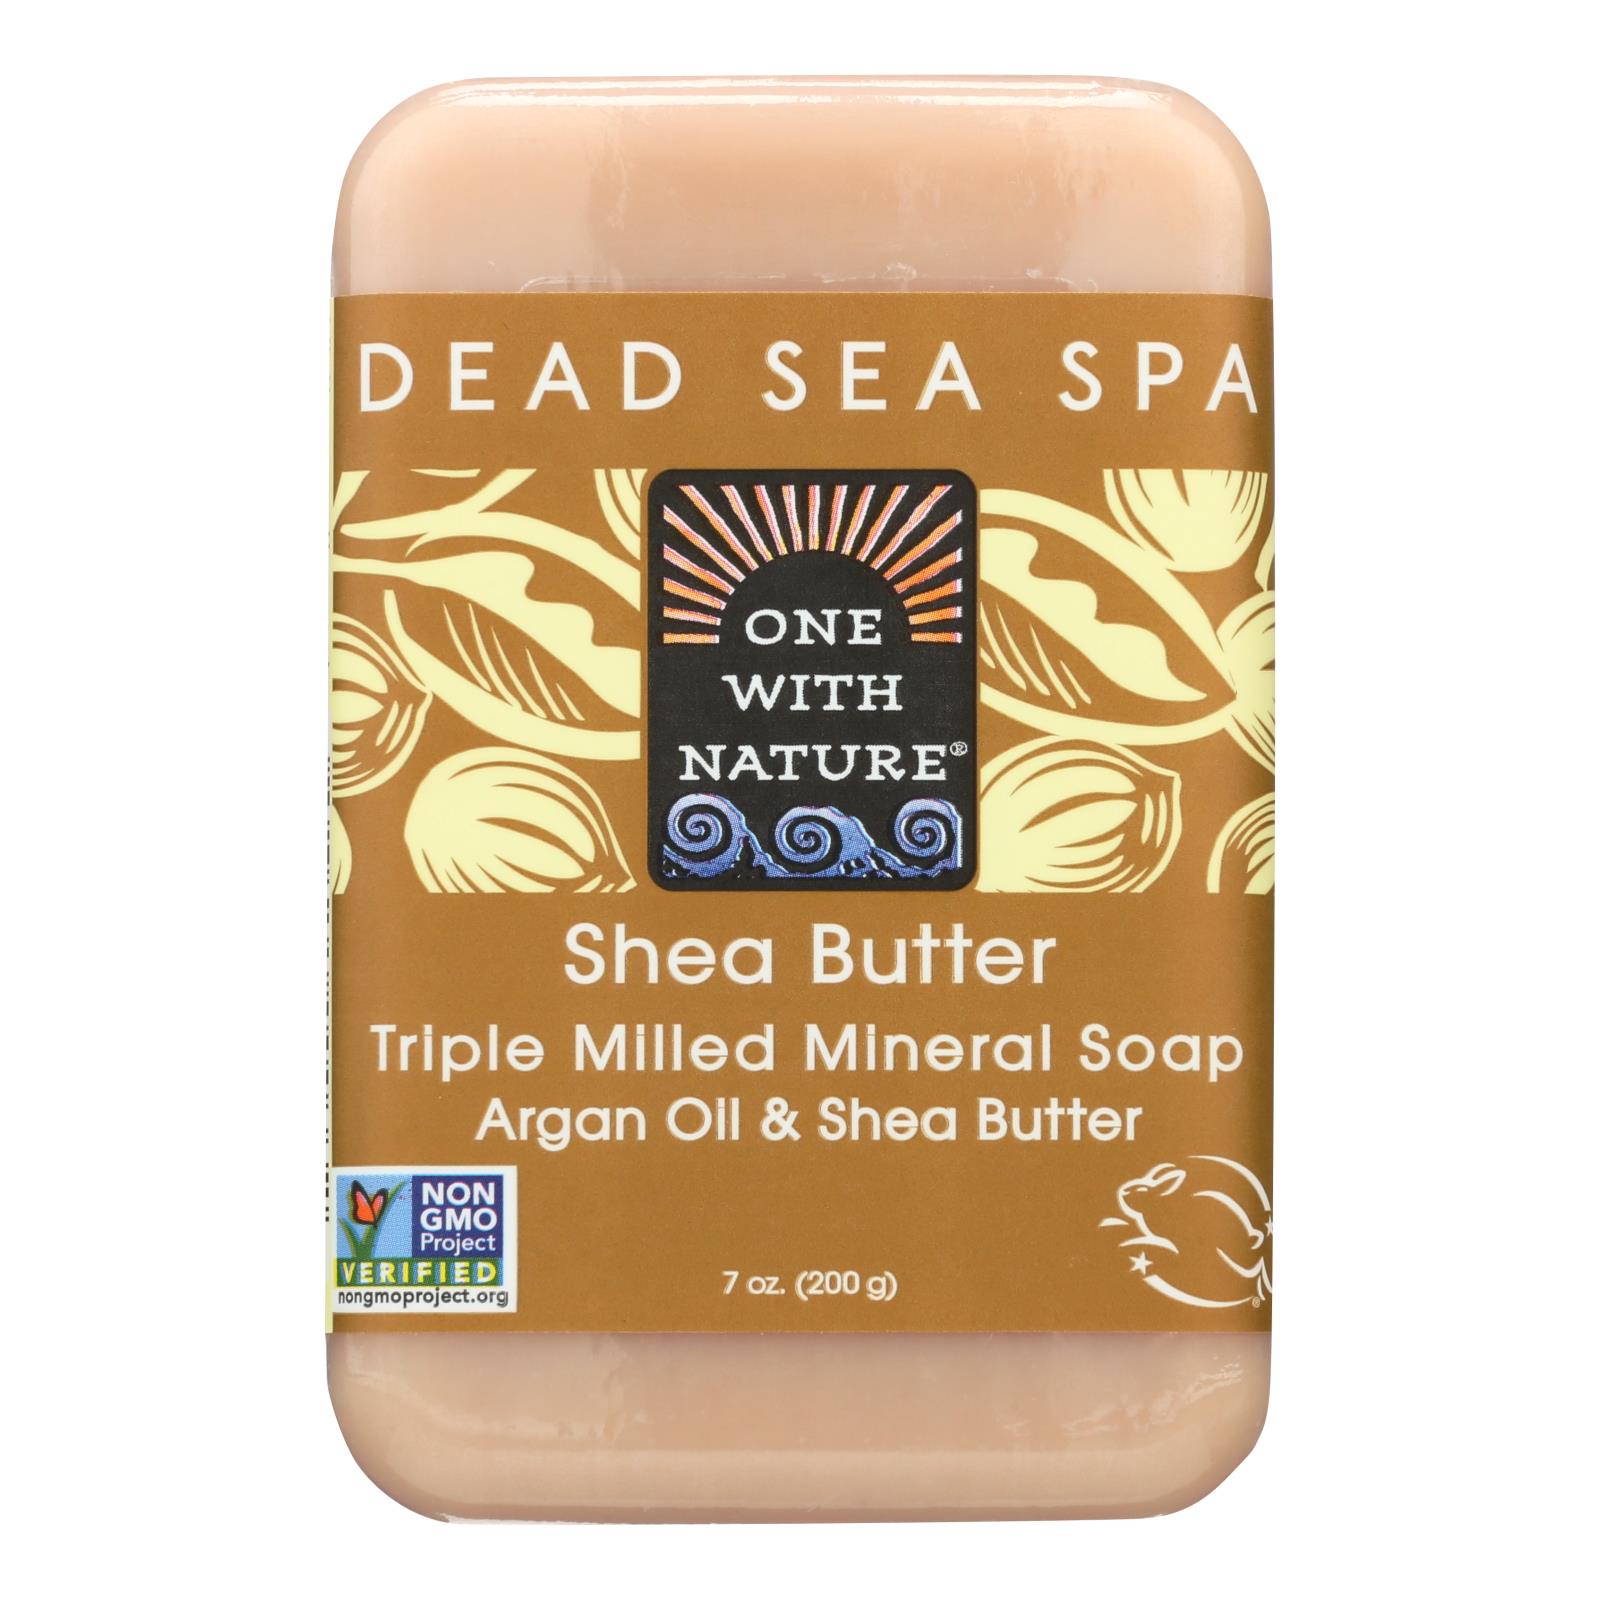 DEAD SEA SPA
ONE
WITH
NATURE®
Shea Butter
Triple Milled Mineral Soap
Argan Oil & Shea Butter
NON
GMO
Project
VERIFIED
nongmoproject.org
7 oz. (200 g)
®